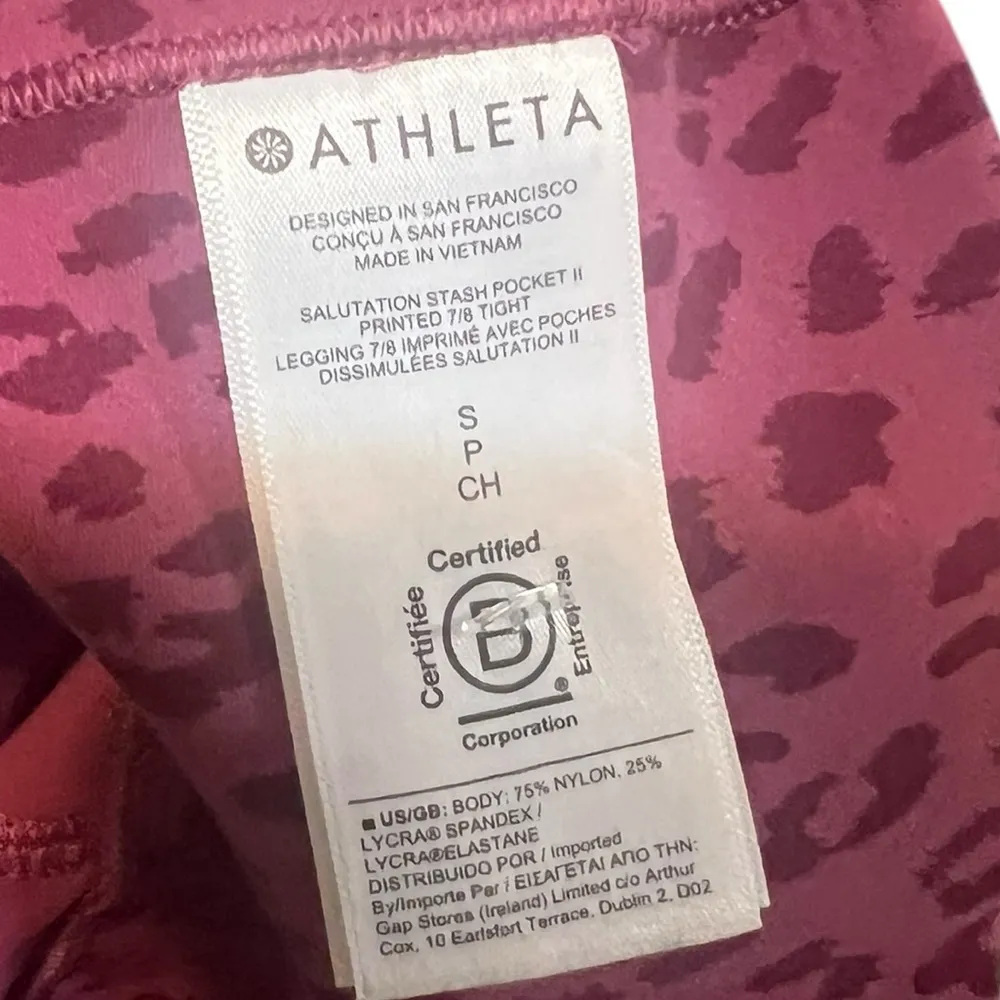 ATHLETA
DESIGNED IN SAN FRANCISCO
CONÇU À SAN FRANCISCO
MADE IN VIETNAM
SALUTATION STASH POCKET II
PRINTED 7/8 TIGHT
LEGGING 7/8 IMPRIMÉ AVEC POCHES
DISSIMULÉES SALUTATION II
S
P
CH
Certified
Certifiée
B
Entreprise
®
Corporation
US/GB: BODY: 75% NYLON, 25%
LYCRA® SPANDEX /
LYCRA®ELASTANE
DISTRIBUIDO POR / Imported
By/Importe Par / ΕΙΣΑΓΕΤΑΙ ΑΠΟ ΤΗΝ:
Gap Stores (Ireland) Limited c/o Arthur
Cox, 10 Earlsfort Terrace, Dublin 2, D02